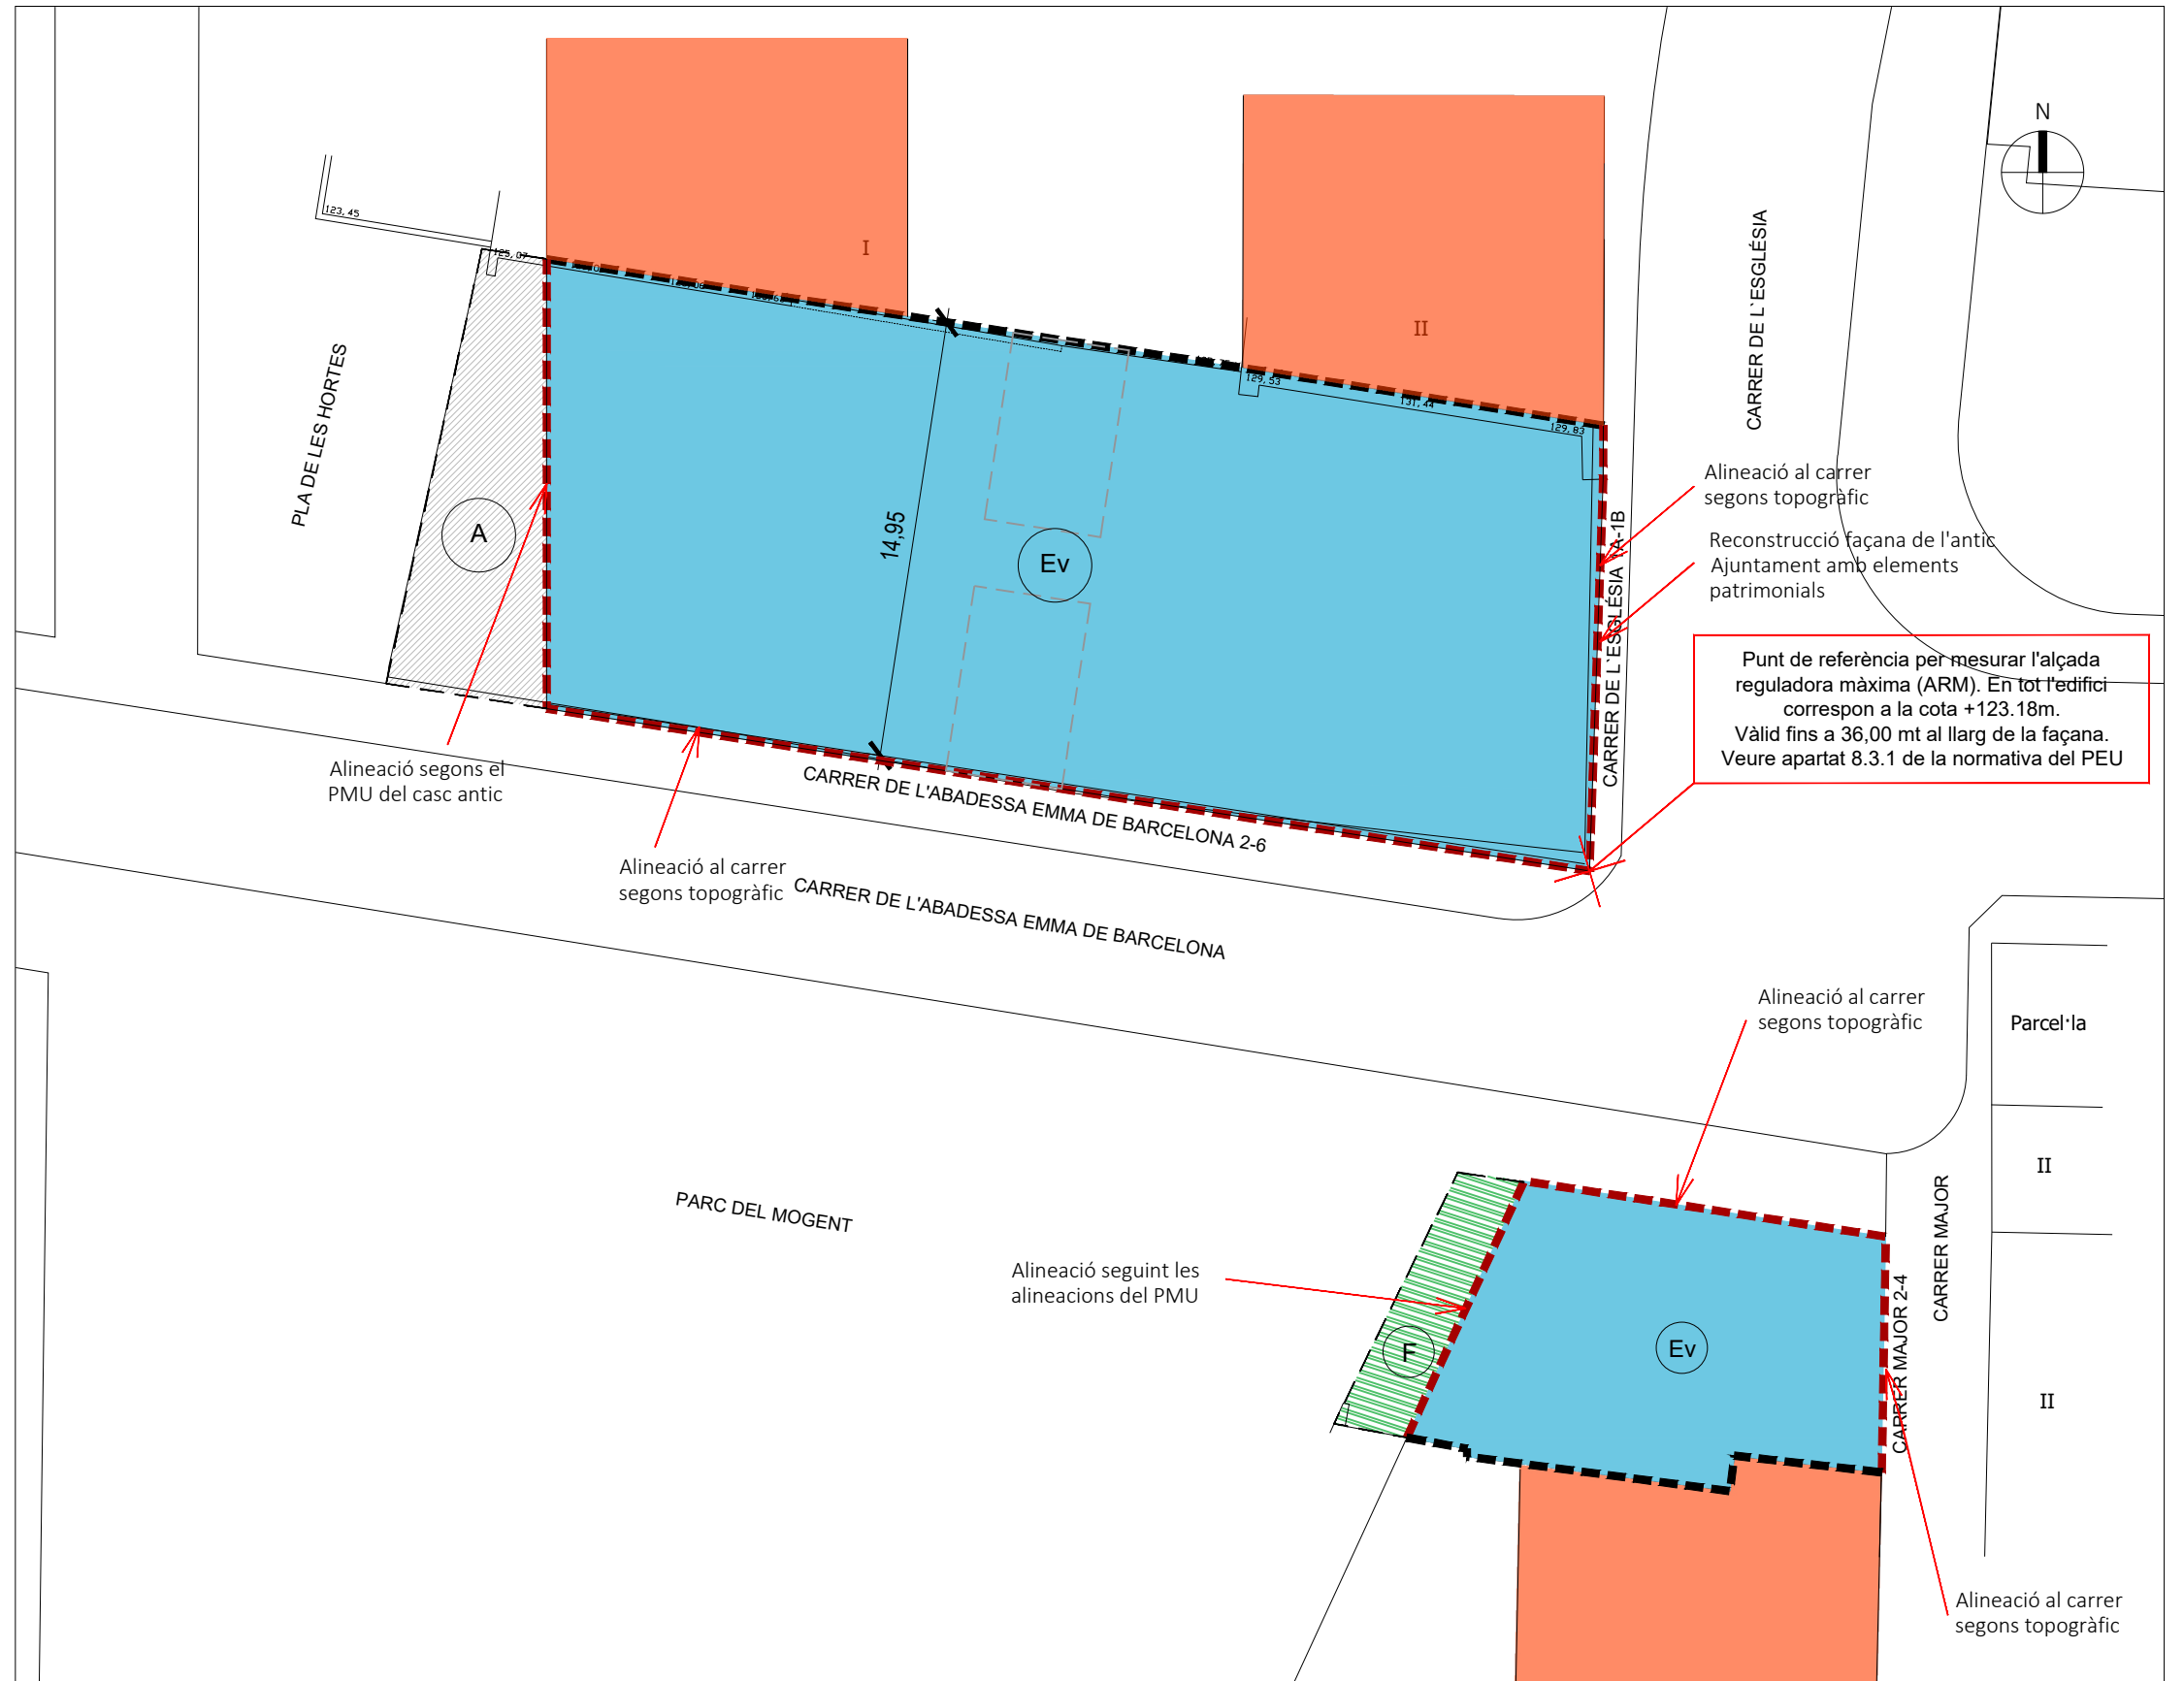 N
I
II
123,45
125,07
129,53
131,44
129,83
CARRER DE L`ESGLÉSIA
PLA DE LES HORTES
A
14,95
Ev
Alineació al carrer
segons topogràfic
Reconstrucció façana de l'antic
Ajuntament amb elements
patrimonials
CARRER DE L`ESGLÉSIA 1A-1B
Punt de referència per mesurar l'alçada
reguladora màxima (ARM). En tot l'edifici
correspon a la cota +123.18m.
Vàlid fins a 36,00 mt al llarg de la façana.
Veure apartat 8.3.1 de la normativa del PEU
Alineació segons el
PMU del casc antic
CARRER DE L'ABADESSA EMMA DE BARCELONA 2-6
Alineació al carrer
segons topogràfic
CARRER DE L'ABADESSA EMMA DE BARCELONA
Alineació al carrer
segons topogràfic
Parcel·la
II
PARC DEL MOGENT
CARRER MAJOR
Alineació seguint les
alineacions del PMU
F
Ev
CARRER MAJOR 2-4
II
Alineació al carrer
segons topogràfic